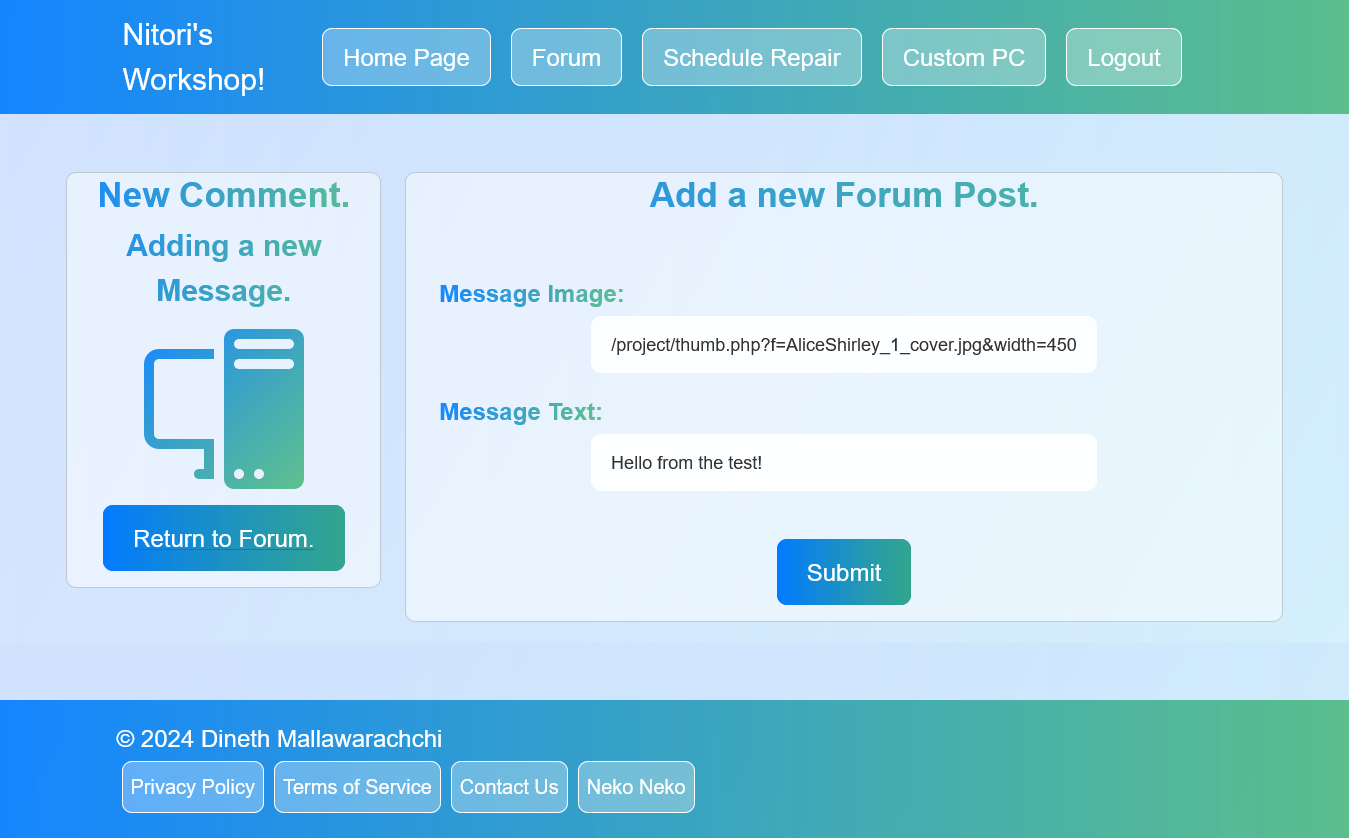 Nitori's
Workshop!
Home Page
Forum
Schedule Repair
Custom PC
Logout
New Comment.
Adding a new
Message.
Return to Forum.
Add a new Forum Post.
Message Image:
/project/thumb.php?f=AliceShirley_1_cover.jpg&width=450
Message Text:
Hello from the test!
Submit
© 2024 Dineth Mallawarachchi
Privacy Policy
Terms of Service
Contact Us
Neko Neko